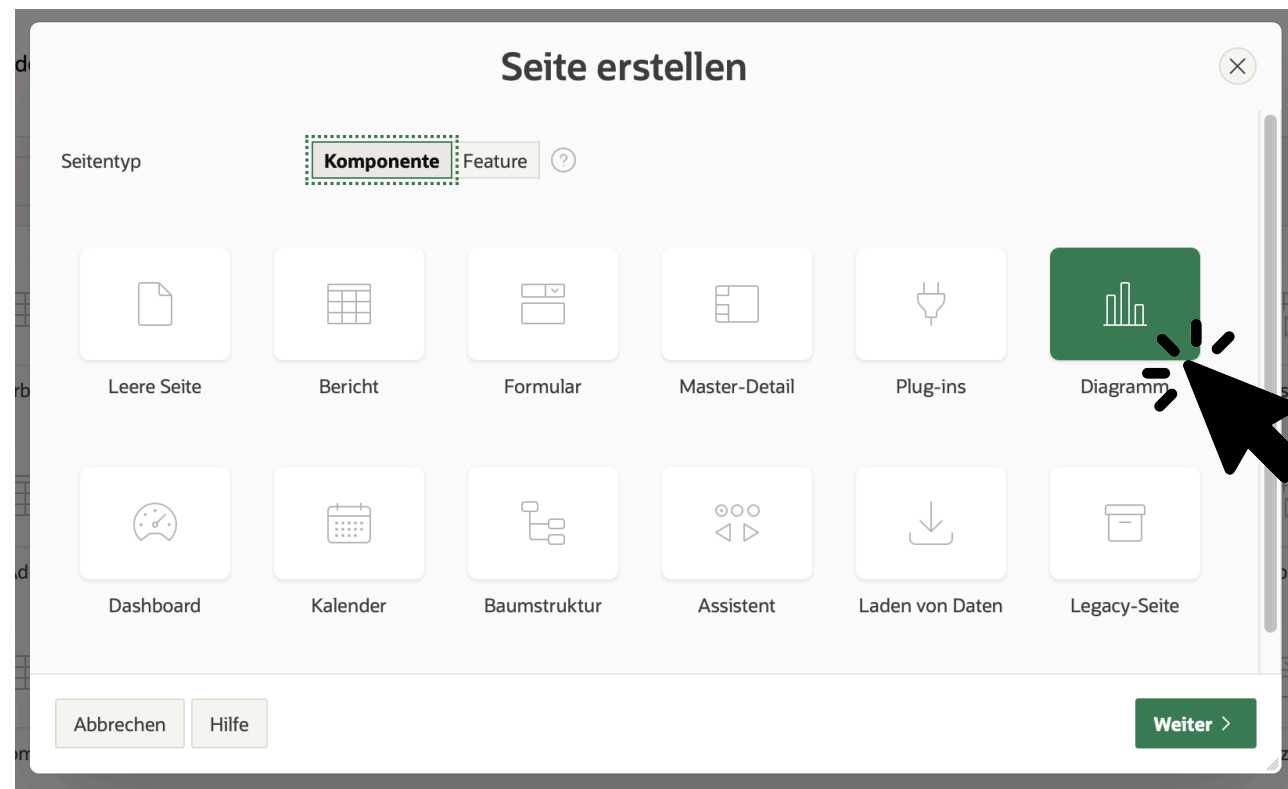 Seite erstellen
Seitentyp Komponente Feature ?
Leere Seite Bericht Formular Master-Detail Plug-ins Diagramm
Dashboard Kalender Baumstruktur Assistent Laden von Daten Legacy-Seite
Abbrechen Hilfe Weiter